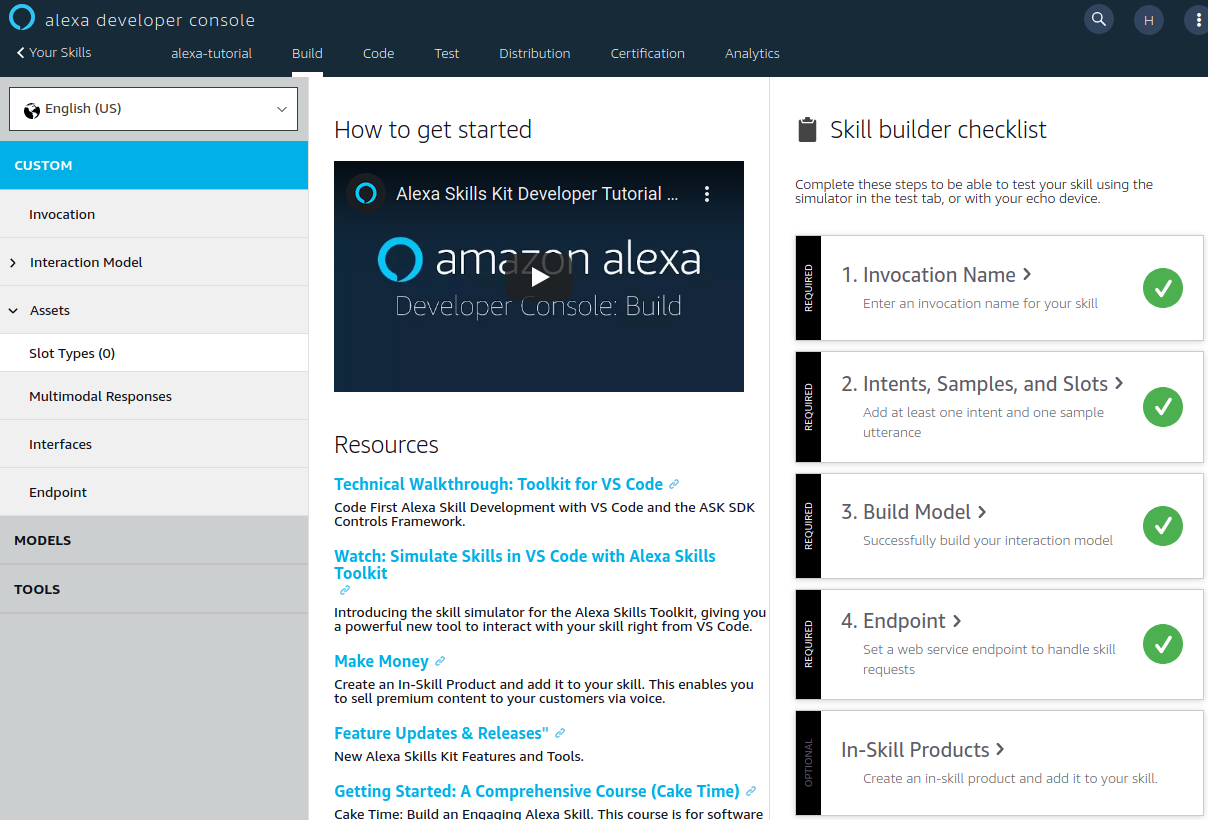 alexa developer console
H
Your Skills
alexa-tutorial
Build
Code
Test
Distribution
Certification
Analytics
English (US)
CUSTOM
Invocation
Interaction Model
Assets
Slot Types (0)
Multimodal Responses
Interfaces
Endpoint
MODELS
TOOLS
How to get started
Alexa Skills Kit Developer Tutorial ...
amazon alexa
Developer Console: Build
Resources
Technical Walkthrough: Toolkit for VS Code
Code First Alexa Skill Development with VS Code and the ASK SDK
Controls Framework.
Watch: Simulate Skills in VS Code with Alexa Skills
Toolkit
Introducing the skill simulator for the Alexa Skills Toolkit, giving you
a powerful new tool to interact with your skill right from VS Code.
Make Money
Create an In-Skill Product and add it to your skill. This enables you
to sell premium content to your customers via voice.
Feature Updates & Releases"
New Alexa Skills Kit Features and Tools.
Getting Started: A Comprehensive Course (Cake Time)
Cake Time: Build an Engaging Alexa Skill. This course is for software
Skill builder checklist
Complete these steps to be able to test your skill using the
simulator in the test tab, or with your echo device.
REQUIRED
1. Invocation Name
Enter an invocation name for your skill
REQUIRED
2. Intents, Samples, and Slots
Add at least one intent and one sample
utterance
REQUIRED
3. Build Model
Successfully build your interaction model
REQUIRED
4. Endpoint
Set a web service endpoint to handle skill
requests
OPTIONAL
In-Skill Products
Create an in-skill product and add it to your skill.